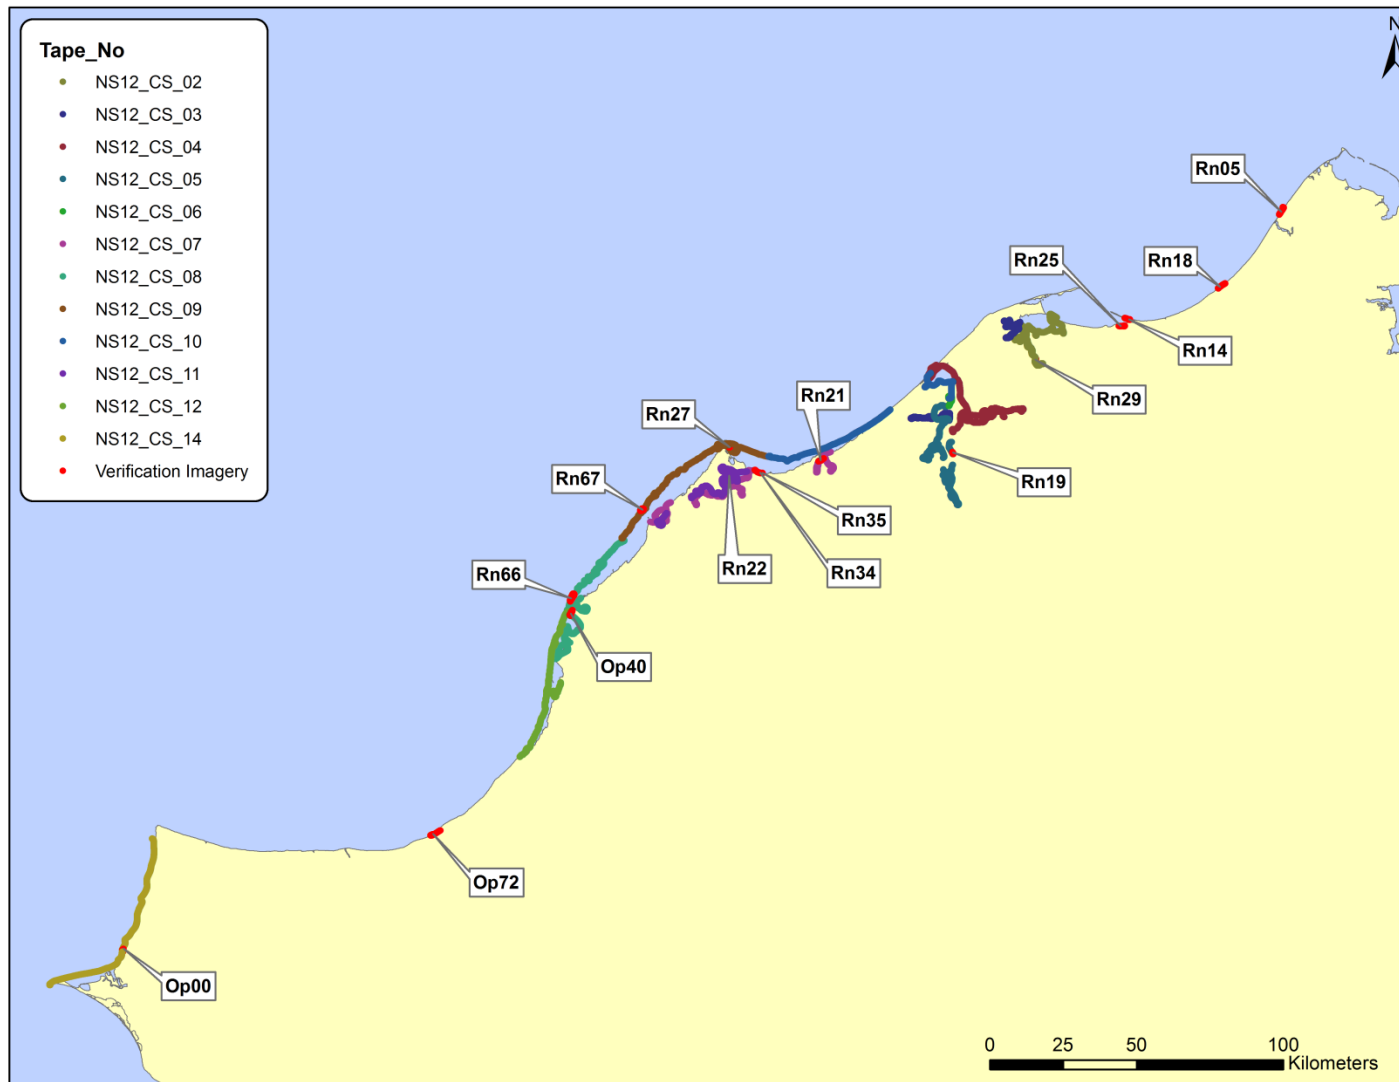 N
Tape_No
NS12_CS_02
NS12_CS_03
NS12_CS_04
NS12_CS_05
NS12_CS_06
NS12_CS_07
NS12_CS_08
NS12_CS_09
NS12_CS_10
NS12_CS_11
NS12_CS_12
NS12_CS_14
Verification Imagery
Rn05
Rn25
Rn18
Rn14
Rn29
Rn21
Rn27
Rn19
Rn67
Rn35
Rn22
Rn34
Rn66
Op40
Op72
Op00
0 25 50 100
Kilometers